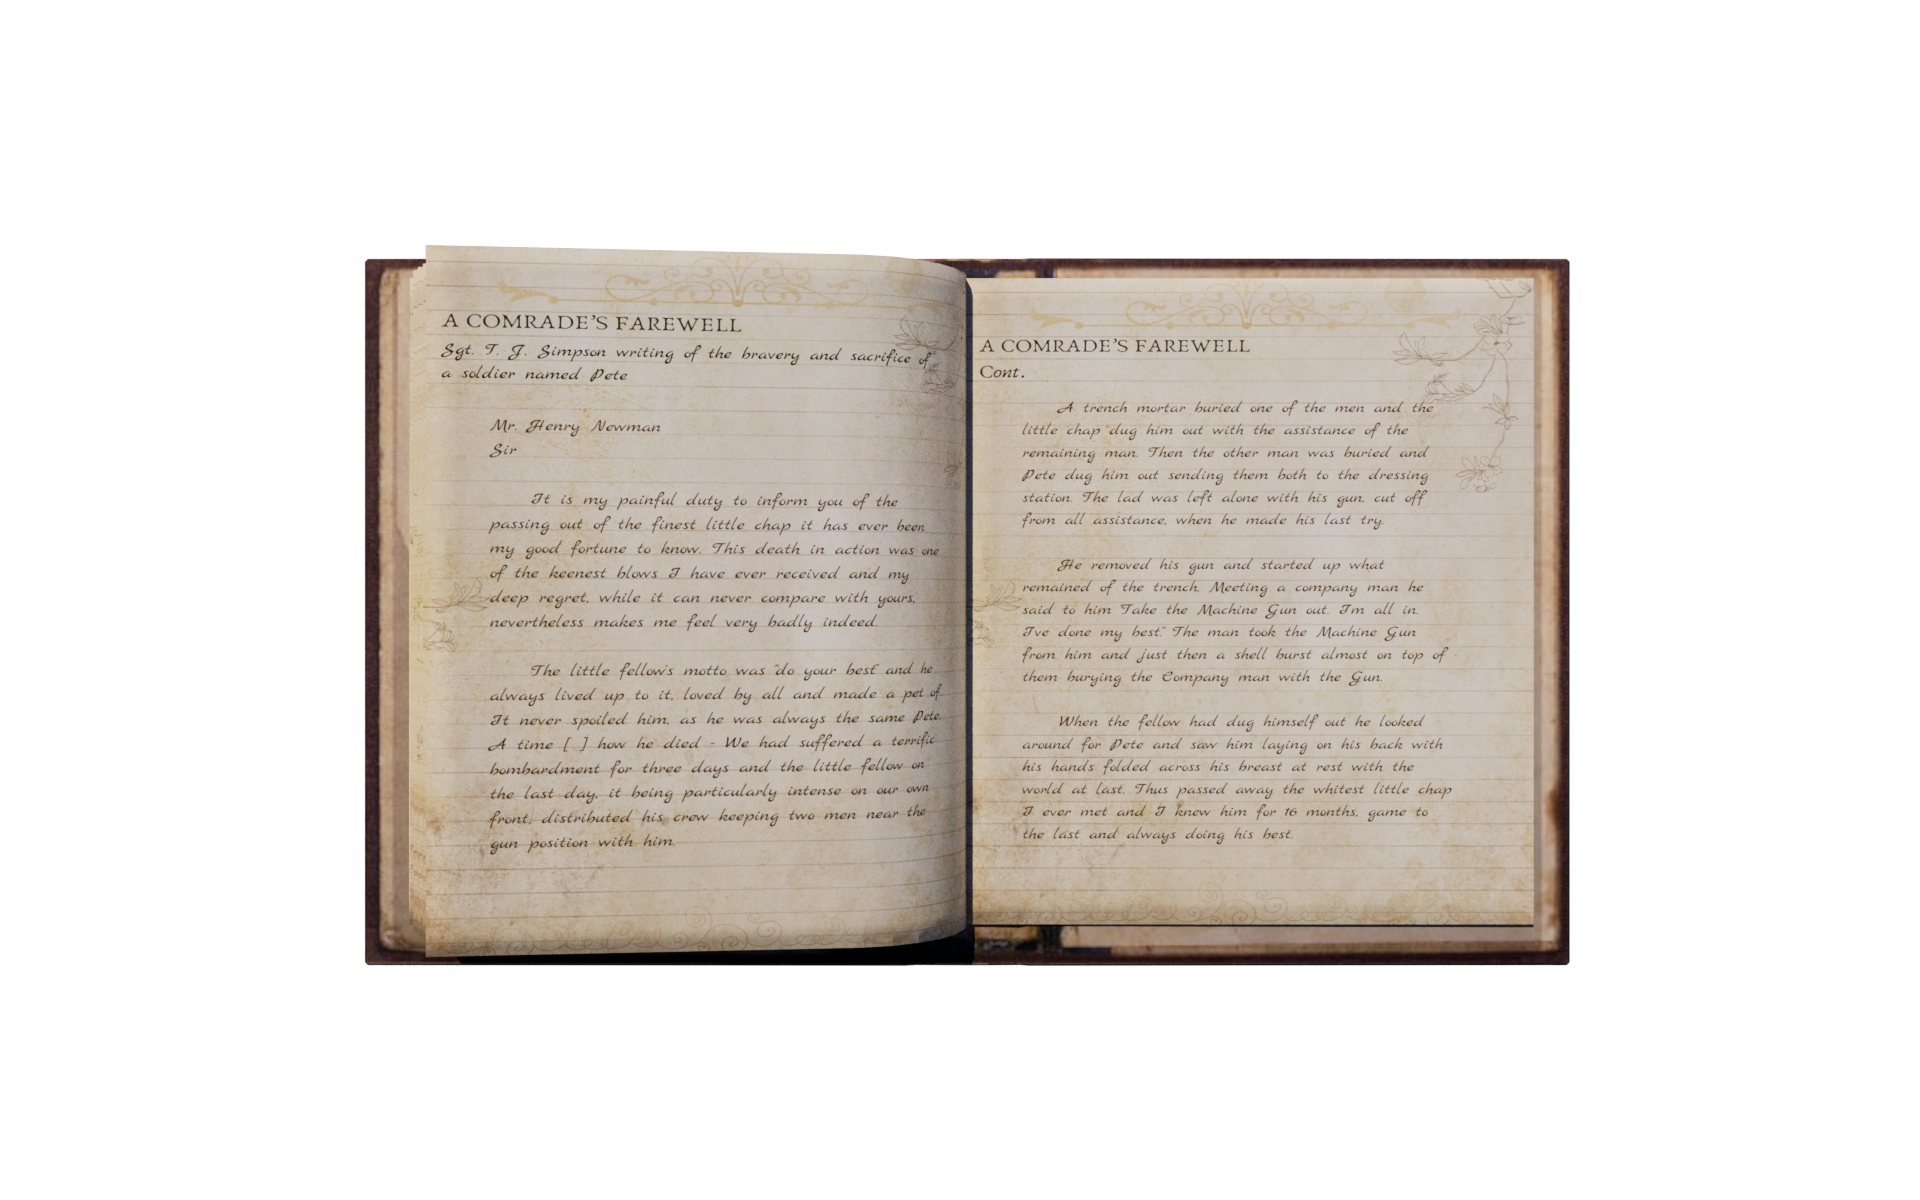 A COMRADE'S FAREWELL
Sgt. T. J. Simpson writing of the bravery and sacrifice of
a soldier named Pete
Mr. Henry Newman
Sir
It is my painful duty to inform you of the
passing out of the finest little chap it has ever been
my good fortune to know. This death in action was one
of the keenest blows I have ever received and my
deep regret, while it can never compare with yours,
nevertheless makes me feel very badly indeed.
The little fellow's motto was "do your best" and he
always lived up to it, loved by all and made a pet of.
It never spoiled him, as he was always the same Pete.
A time [ ] how he died - We had suffered a terrific
bombardment for three days and the little fellow on
the last day, it being particularly intense on our own
front, distributed his crew keeping two men near the
gun position with him.
A COMRADE'S FAREWELL
Cont.
A trench mortar buried one of the men and the
little chap dug him out with the assistance of the
remaining man. Then the other man was buried and
Pete dug him out sending them both to the dressing
station. The lad was left alone with his gun, cut off
from all assistance, when he made his last try.
He removed his gun and started up what
remained of the trench. Meeting a company man he
said to him Take the Machine Gun out. I'm all in.
I've done my best." The man took the Machine Gun
from him and just then a shell burst almost on top of
them burying the Company man with the Gun.
When the fellow had dug himself out he looked
around for Pete and saw him laying on his back with
his hands folded across his breast at rest with the
world at last. Thus passed away the whitest little chap
I ever met and I knew him for 16 months, game to
the last and always doing his best.